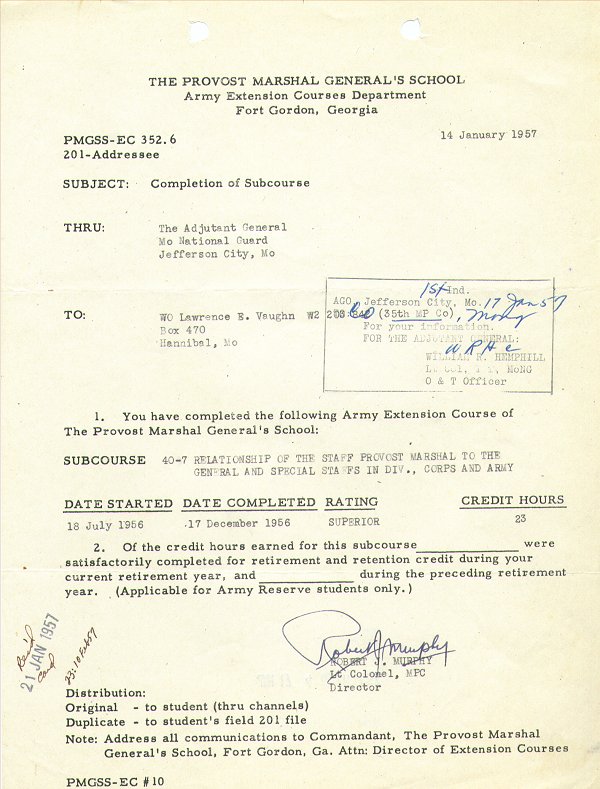 THE PROVOST MARSHAL GENERAL'S SCHOOL
Army Extension Courses Department
Fort Gordon, Georgia
14 January 1957
PMGSS-EC 352.6
201-Addressee
SUBJECT: Completion of Subcourse
THRU: The Adjutant General
Mo National Guard
Jefferson City, Mo
1st Ind.
AGO, Jefferson City, Mo. 17 Jan 57
TO: WO Lawrence E. Vaughn W2
CO (35th MP Co), Mong
Box 470
For your information.
Hannibal, Mo
FOR THE ADJUTANT GENERAL:
WRHe
WILLIAM R. HEMPHILL
Lt Col, MoNG
O & T Officer
1. You have completed the following Army Extension Course of
The Provost Marshal General's School:
SUBCOURSE 40-7 RELATIONSHIP OF THE STAFF PROVOST MARSHAL TO THE
GENERAL AND SPECIAL STAFFS IN DIV., CORPS AND ARMY
DATE STARTED DATE COMPLETED RATING CREDIT HOURS
18 July 1956 17 December 1956 SUPERIOR 23
2. Of the credit hours earned for this subcourse were
satisfactorily completed for retirement and retention credit during your
current retirement year, and during the preceding retirement
year. (Applicable for Army Reserve students only.)
Robert J Murphy
ROBERT J. MURPHY
Lt Colonel, MPC
Director
21 JAN 1957
Distribution:
Original - to student (thru channels)
Duplicate - to student's field 201 file
Note: Address all communications to Commandant, The Provost Marshal
General's School, Fort Gordon, Ga. Attn: Director of Extension Courses
PMGSS-EC #10